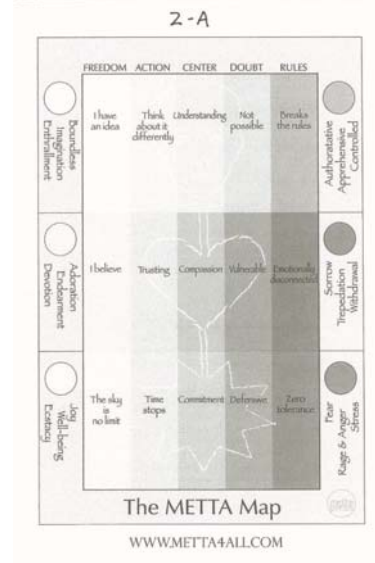 2-A
FREEDOM ACTION CENTER DOUBT RULES
Boundless
Imagination
Enthrallment
I have
an idea
Think
about it
differently
Understanding
Not
possible
Breaks
the rules
Authoratative
Apprehensive
Controlled
Adoration
Endearment
Devotion
I believe
Trusting
Compassion
Vulnerable
Emotionally
disconnected
Sorrow
Trepedation
Withdrawal
Joy
Well-being
Ecstacy
The sky
is
no limit
Time
stops
Commitment
Defensive
Zero
tolerance
Fear
Rage & Anger
Stress
The METTA Map
WWW.METTA4ALL.COM